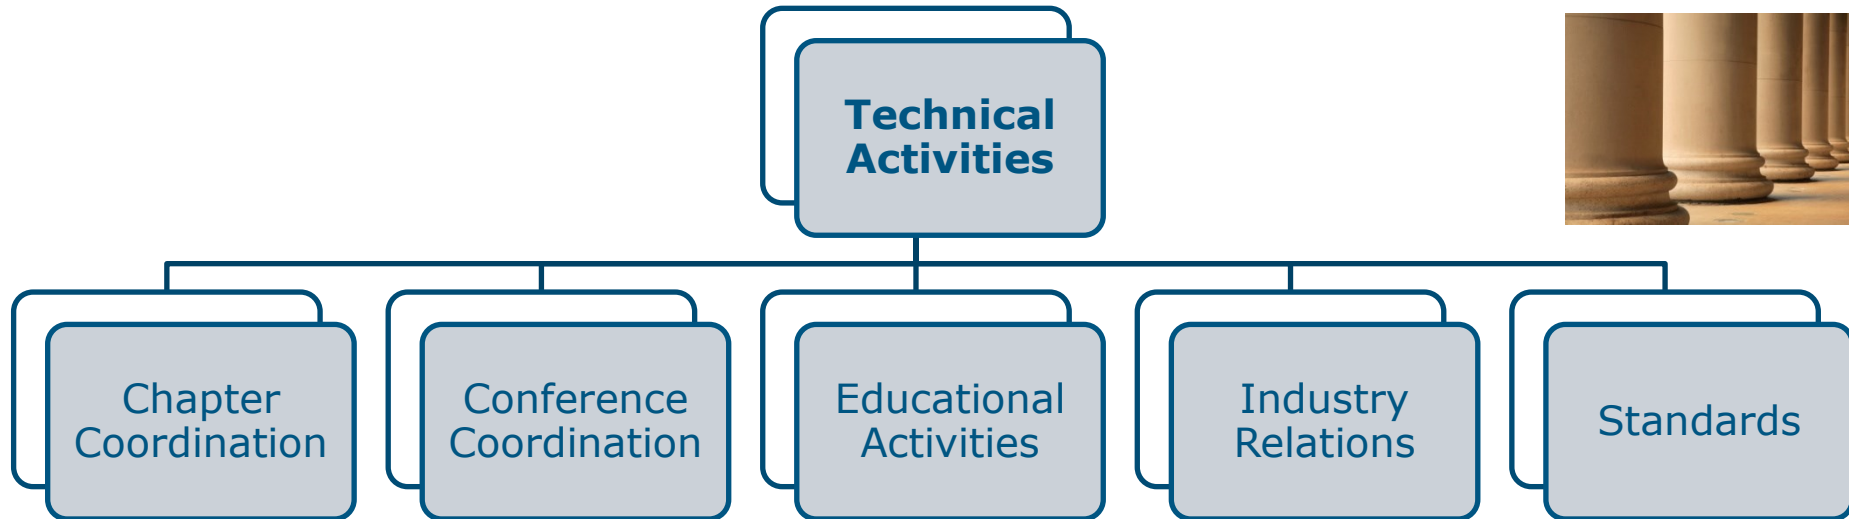 Technical
Activities
Chapter
Coordination
Conference
Coordination
Educational
Activities
Industry
Relations
Standards